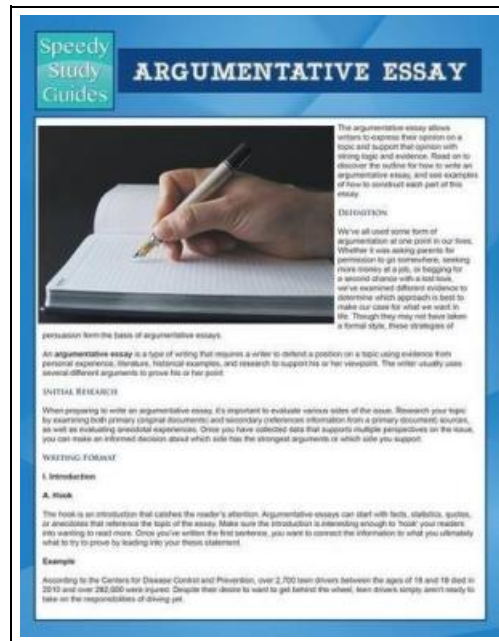 Speedy
Study
Guides
ARGUMENTATIVE ESSAY
The argumentative essay allows
writers to express their opinion on a
topic and support that opinion with
strong logic and evidence. Read on to
discover the outline for how to write an
argumentative essay, and see examples
of how to construct each part of this
essay.
DEFINITION
We've all used some form of
argumentation at one point in our lives.
Whether it was asking parents for
permission to go somewhere, seeking
more money at a job, or begging for
a second chance with a lost love,
we've examined different evidence to
determine which approach is best to
make our case for what we want in
life. Though they may not have taken
a formal style, these strategies of
persuasion form the basis of argumentative essays.
An argumentative essay is a type of writing that requires a writer to defend a position on a topic using evidence from
personal experience, literature, historical examples, and research to support his or her viewpoint. The writer usually uses
several different arguments to prove his or her point.
INITIAL RESEARCH
When preparing to write an argumentative essay, it's important to evaluate various sides of the issue. Research your topic
by examining both primary (original documents) and secondary (references information from a primary document) sources,
as well as evaluating anecdotal experiences. Once you have collected data that supports multiple perspectives on the issue,
you can make an informed decision about which side has the strongest arguments or which side you support.
WRITING FORMAT
I. Introduction
A. Hook
The hook is an introduction that catches the reader's attention. Argumentative essays can start with facts, statistics, quotes,
or anecdotes that reference the topic of the essay. Make sure the introduction is interesting enough to 'hook' your readers
into wanting to read more. Once you've written the first sentence, you want to connect the information to what you ultimately
what to try to prove by leading into your thesis statement.
Example
According to the Centers for Disease Control and Prevention, over 2,700 teen drivers between the ages of 16 and 19 died in
2010 and over 282,000 were injured. Despite their desire to want to get behind the wheel, teen drivers simply aren't ready to
take on the responsibilities of driving yet.